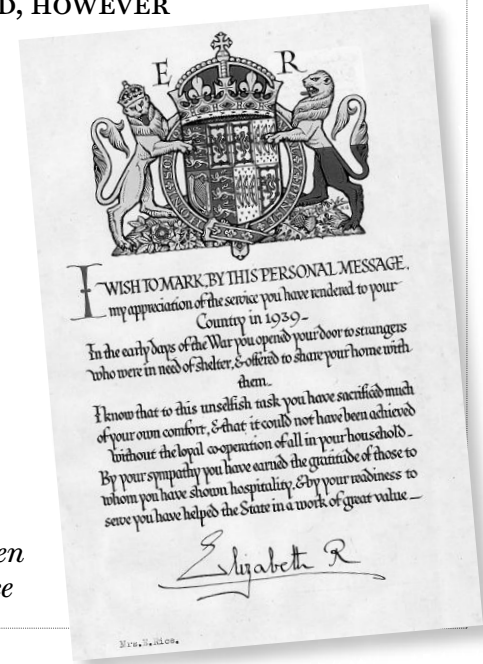 D, HOWEVER
E R
I WISH TO MARK, BY THIS PERSONAL MESSAGE,
my appreciation of the service you have rendered to your
Country in 1939–
In the early days of the War you opened your door to strangers
who were in need of shelter, & offered to share your home with
them–
I know that to this unselfish task you have sacrificed much
of your own comfort, & that it could not have been achieved
without the loyal co-operation of all in your household–
By your sympathy you have earned the gratitude of those to
whom you have shown hospitality, & by your readiness to
serve you have helped the State in a work of great value–
Elizabeth R
Mrs.E.Rice.
en
e